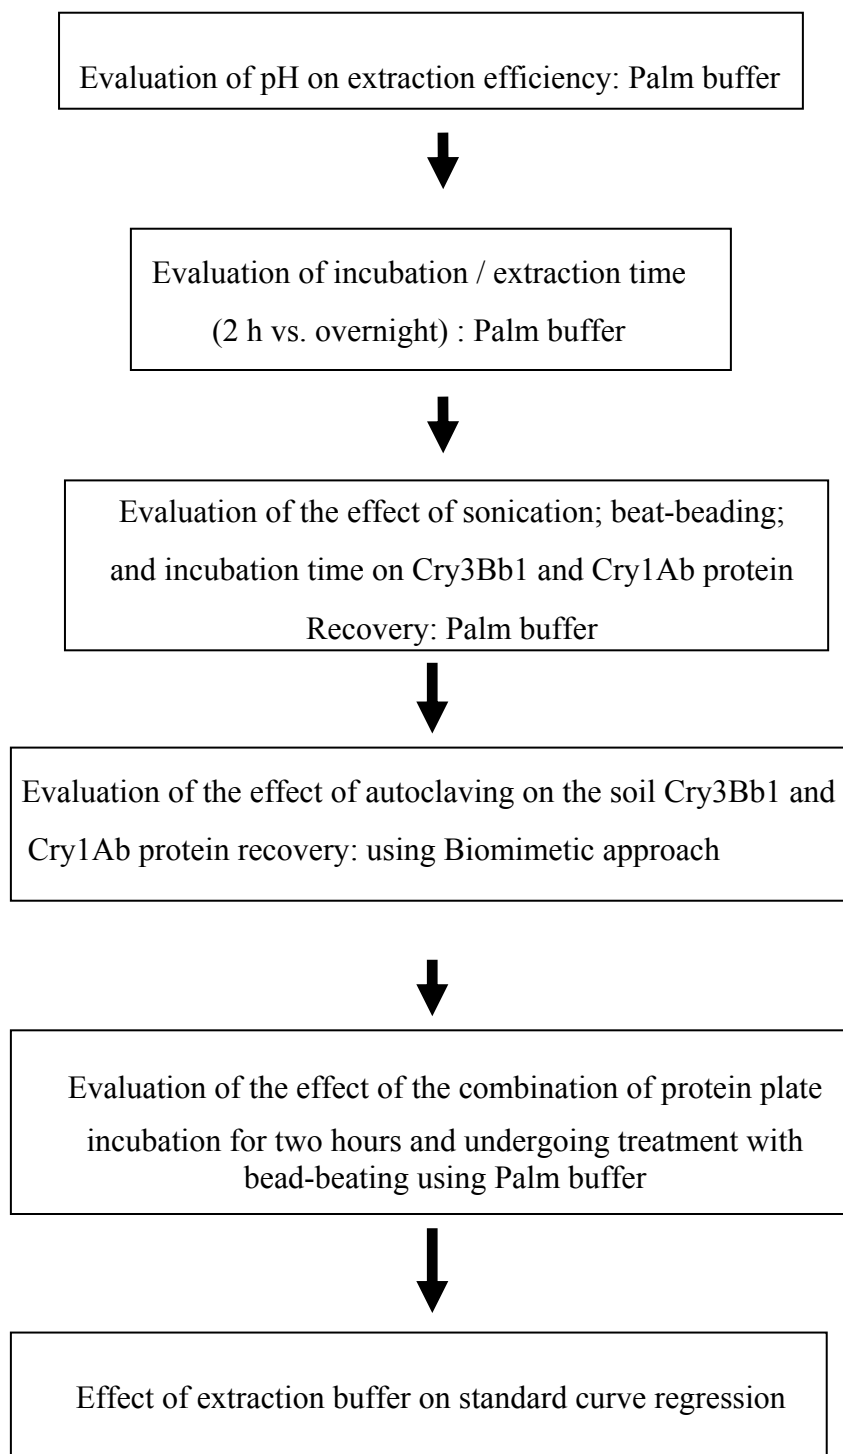 Evaluation of pH on extraction efficiency: Palm buffer
Evaluation of incubation / extraction time
(2 h vs. overnight) : Palm buffer
Evaluation of the effect of sonication; beat-beading;
and incubation time on Cry3Bb1 and Cry1Ab protein
Recovery: Palm buffer
Evaluation of the effect of autoclaving on the soil Cry3Bb1 and
Cry1Ab protein recovery: using Biomimetic approach
Evaluation of the effect of the combination of protein plate
incubation for two hours and undergoing treatment with
bead-beating using Palm buffer
Effect of extraction buffer on standard curve regression